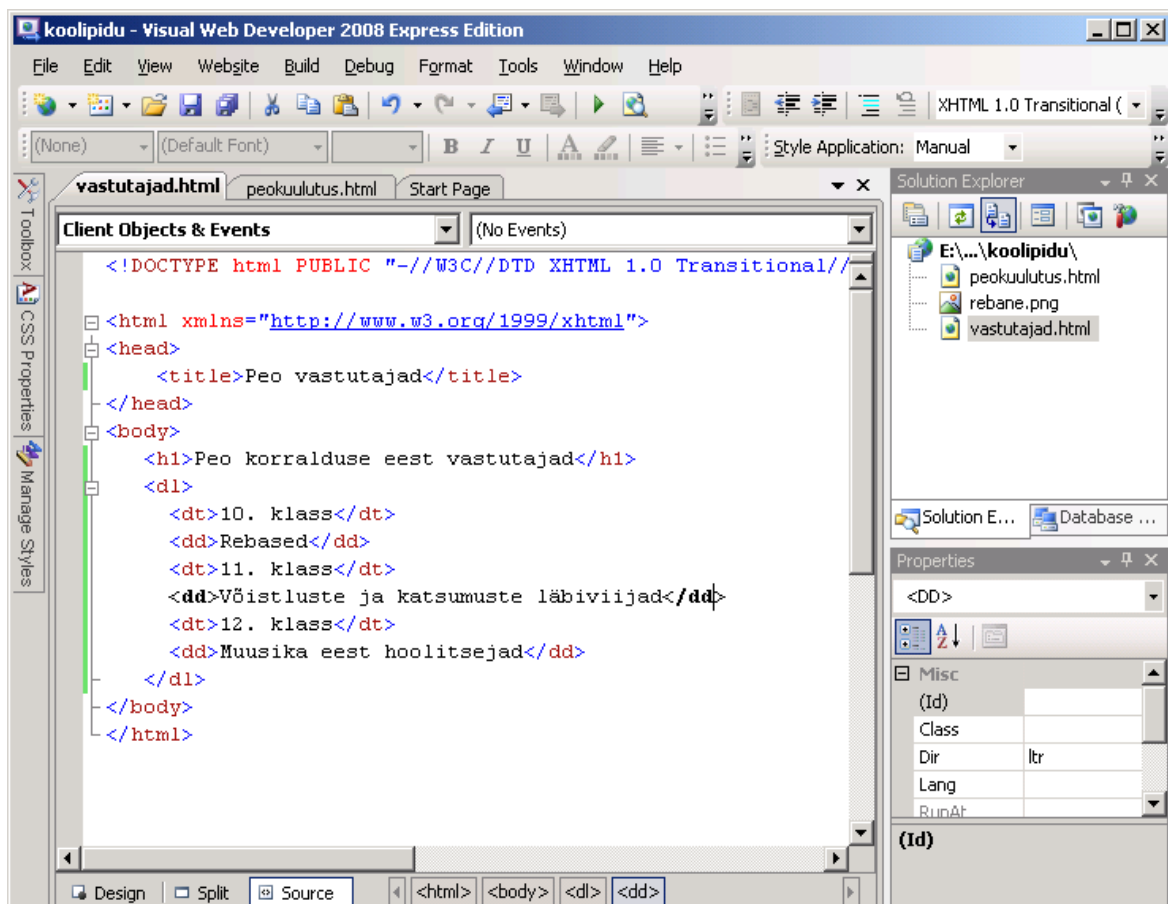 koolipidu - Visual Web Developer 2008 Express Edition
File Edit View Website Build Debug Format Tools Window Help
XHTML 1.0 Transitional (
(None) (Default Font) B I U A Style Application: Manual
vastutajad.html peokuulutus.html Start Page
Client Objects & Events (No Events)
<!DOCTYPE html PUBLIC "-//W3C//DTD XHTML 1.0 Transitional//
<html xmlns="http://www.w3.org/1999/xhtml">
<head>
<title>Peo vastutajad</title>
</head>
<body>
<h1>Peo korralduse eest vastutajad</h1>
<dl>
<dt>10. klass</dt>
<dd>Rebased</dd>
<dt>11. klass</dt>
<dd>Võistluste ja katsumuste läbiviijad</dd>
<dt>12. klass</dt>
<dd>Muusika eest hoolitsejad</dd>
</dl>
</body>
</html>
Design Split Source <html> <body> <dl> <dd>
Toolbox
CSS Properties
Manage Styles
Solution Explorer
E:\...\koolipidu\
peokuulutus.html
rebane.png
vastutajad.html
Solution E... Database ...
Properties
<DD>
Misc
(Id)
Class
Dir ltr
Lang
RunAt
(Id)